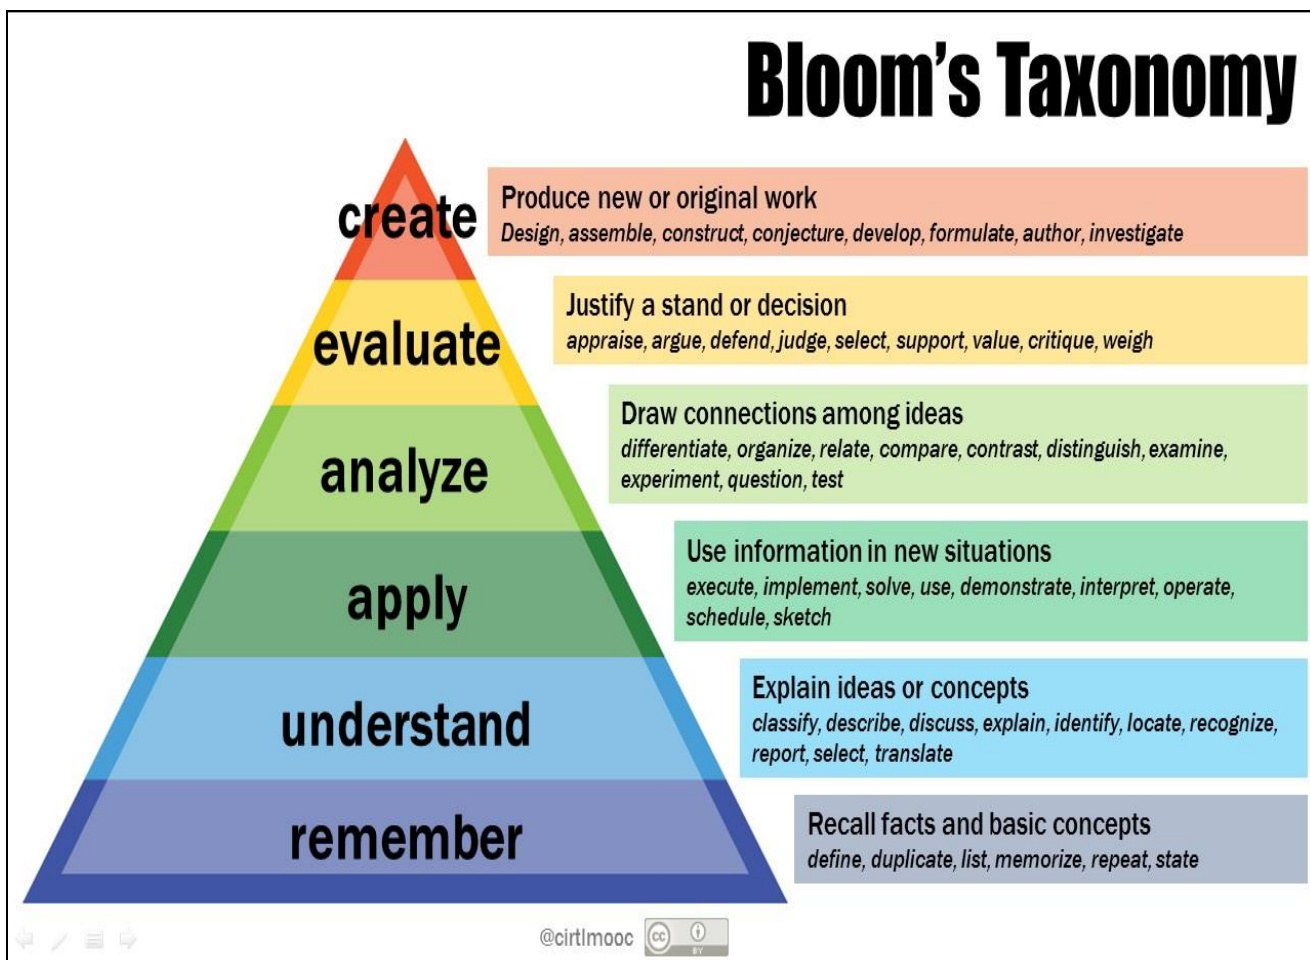 Bloom's Taxonomy
create
Produce new or original work
Design, assemble, construct, conjecture, develop, formulate, author, investigate
evaluate
Justify a stand or decision
appraise, argue, defend, judge, select, support, value, critique, weigh
analyze
Draw connections among ideas
differentiate, organize, relate, compare, contrast, distinguish, examine,
experiment, question, test
apply
Use information in new situations
execute, implement, solve, use, demonstrate, interpret, operate,
schedule, sketch
understand
Explain ideas or concepts
classify, describe, discuss, explain, identify, locate, recognize,
report, select, translate
remember
Recall facts and basic concepts
define, duplicate, list, memorize, repeat, state
@cirtlmooc
cc
BY